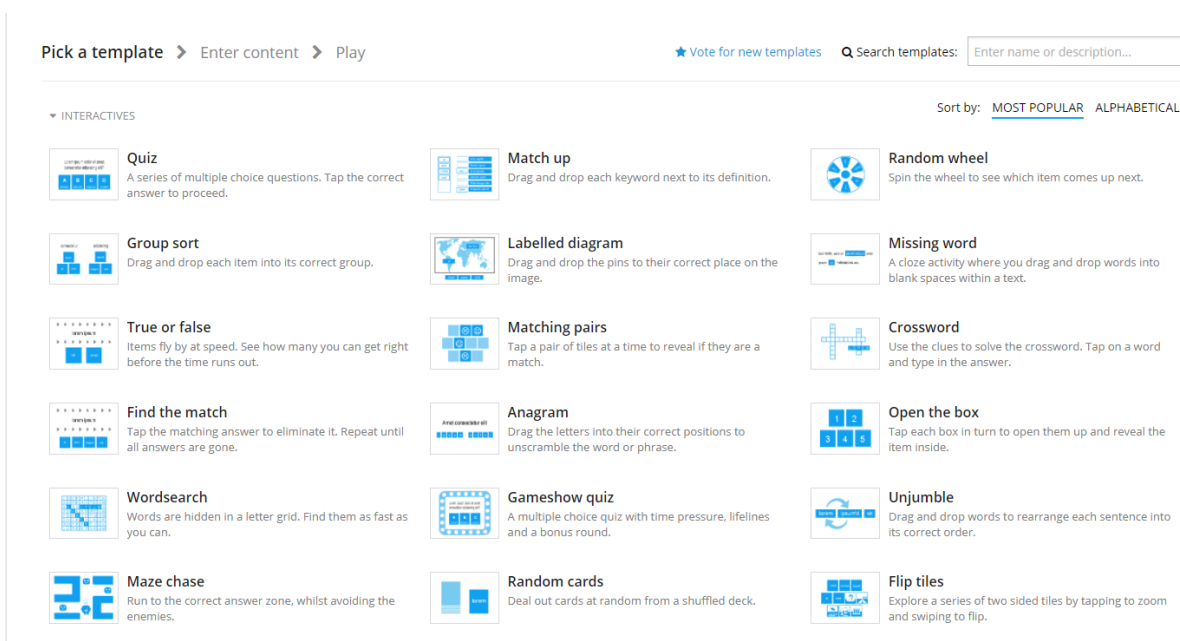 Pick a template > Enter content > Play
Vote for new templates
Search templates:
Enter name or description...
INTERACTIVES
Sort by: MOST POPULAR ALPHABETICAL
Quiz
A series of multiple choice questions. Tap the correct
answer to proceed.
Match up
Drag and drop each keyword next to its definition.
Random wheel
Spin the wheel to see which item comes up next.
Group sort
Drag and drop each item into its correct group.
Labelled diagram
Drag and drop the pins to their correct place on the
image.
Missing word
A cloze activity where you drag and drop words into
blank spaces within a text.
True or false
Items fly by at speed. See how many you can get right
before the time runs out.
Matching pairs
Tap a pair of tiles at a time to reveal if they are a
match.
Crossword
Use the clues to solve the crossword. Tap on a word
and type in the answer.
Find the match
Tap the matching answer to eliminate it. Repeat until
all answers are gone.
Anagram
Drag the letters into their correct positions to
unscramble the word or phrase.
Open the box
Tap each box in turn to open them up and reveal the
item inside.
1 2
3 4 5
Wordsearch
Words are hidden in a letter grid. Find them as fast as
you can.
Gameshow quiz
A multiple choice quiz with time pressure, lifelines
and a bonus round.
Unjumble
Drag and drop words to rearrange each sentence into
its correct order.
Maze chase
Run to the correct answer zone, whilst avoiding the
enemies.
Random cards
Deal out cards at random from a shuffled deck.
Flip tiles
Explore a series of two sided tiles by tapping to zoom
and swiping to flip.